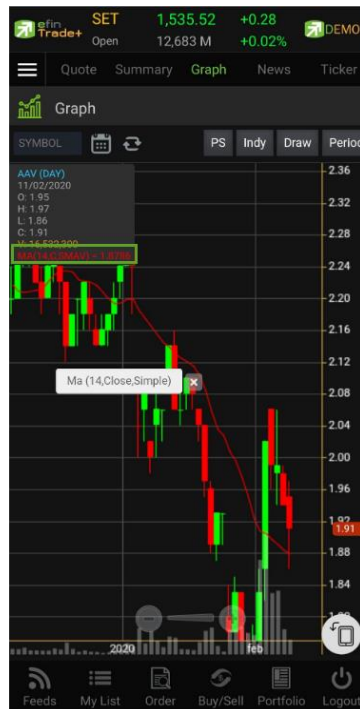 efin Trade+ SET 1,535.52 +0.28 DEMO
Open 12,683 M +0.02%
Quote Summary Graph News Ticker
Graph
SYMBOL PS Indy Draw Period
AAV (DAY)
11/02/2020
O: 1.95
H: 1.97
L: 1.86
C: 1.91
2.36
2.32
2.28
2.24
2.20
2.16
2.12
Ma (14,Close,Simple)
2.08
2.04
2.00
1.96
1.92
1.91
1.88
1.84
2020 feb
Feeds My List Order Buy/Sell Portfolio Logout